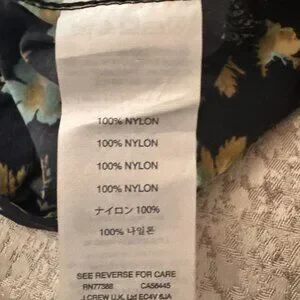 100% NYLON
100% NYLON
100% NYLON
100% NYLON
ナイロン 100%
100% 나일론
SEE REVERSE FOR CARE
RN77388 CA56445
J.CREW U.K. Ltd EC4V 6JA